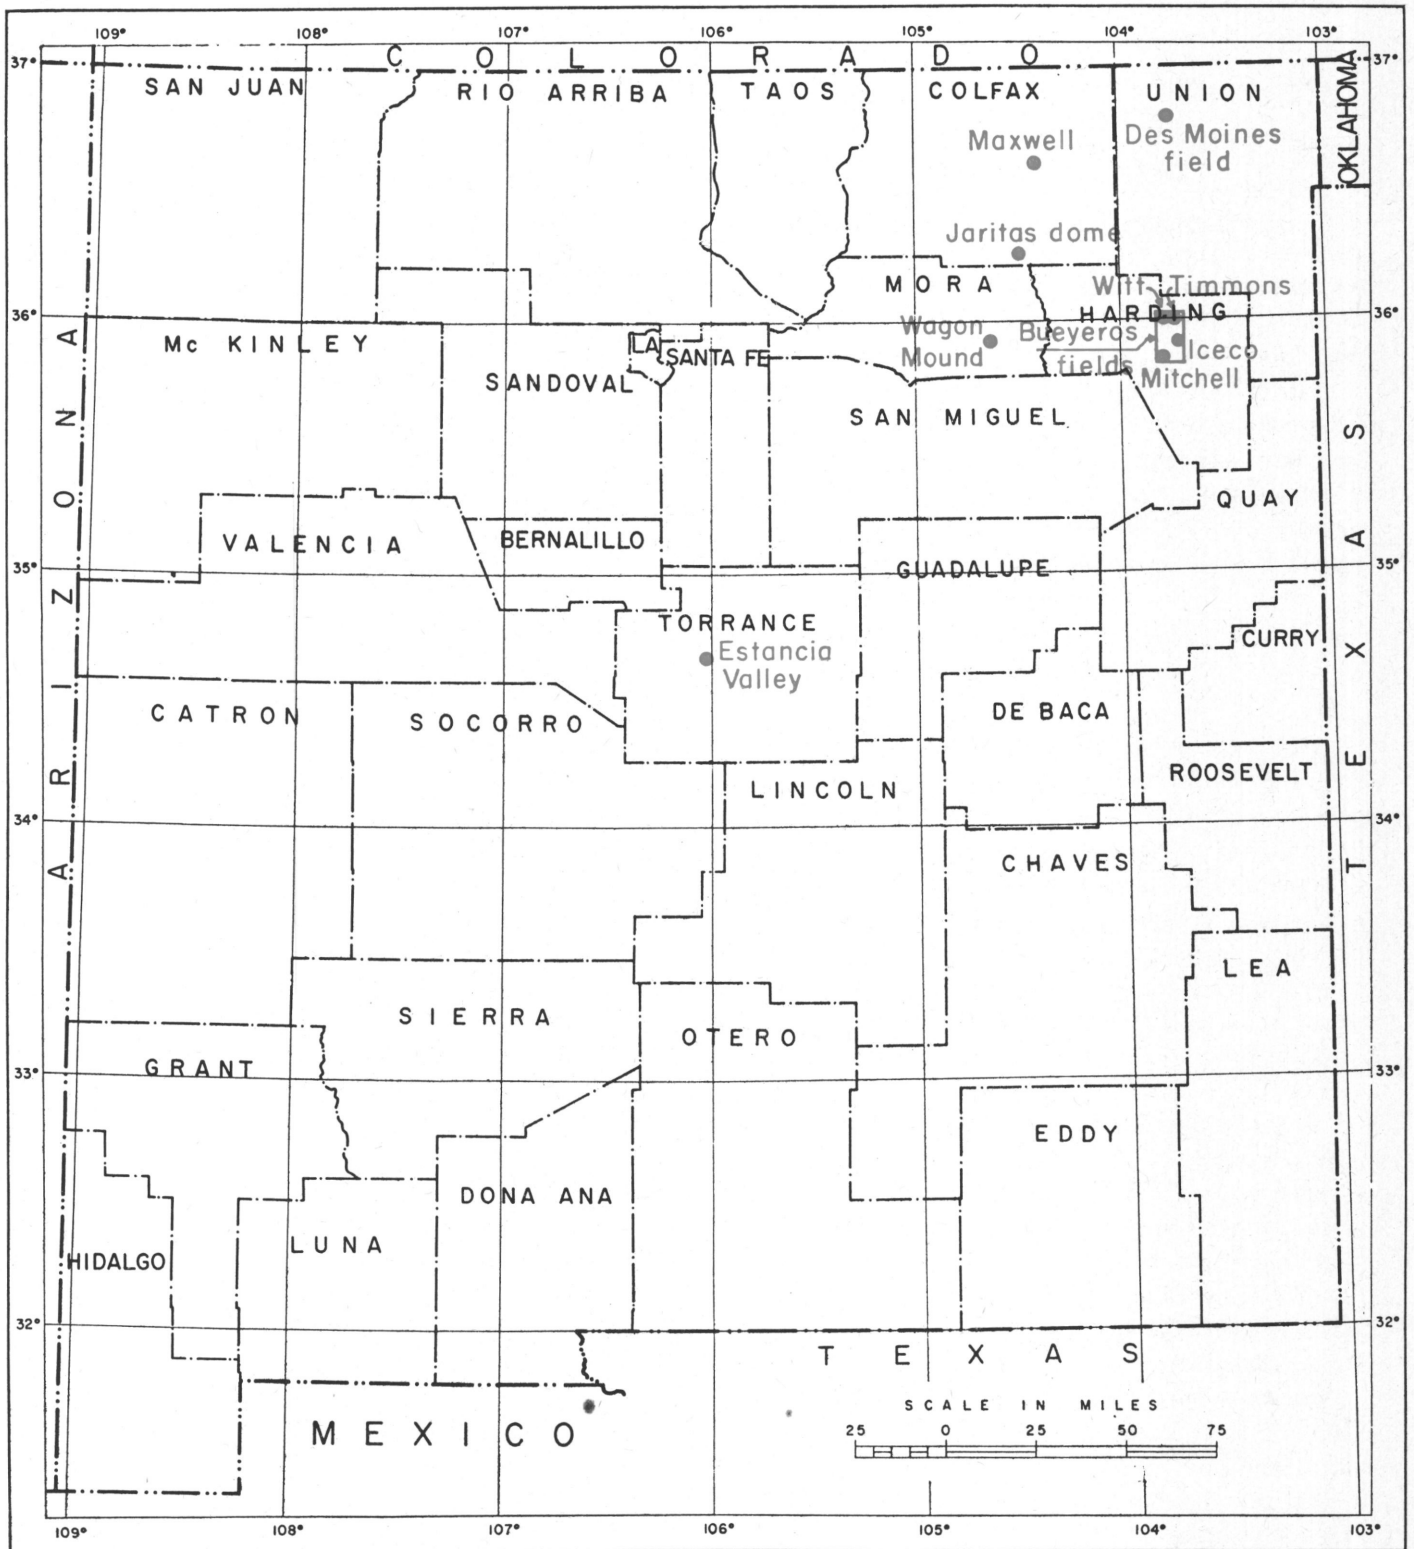 109° 108° 107° 106° 105° 104° 103°
C O L O R A D O
37° 37°
SAN JUAN RIO ARRIBA TAOS COLFAX UNION
OKLAHOMA
Maxwell
Des Moines
field
Jaritas dome
MORA
Witt Timmons
36° 36°
HARDING
Mc KINLEY
LA
SANTA FE
SANDOVAL
Wagon
Mound
Bueyeros
fields
Iceco
Mitchell
SAN MIGUEL
QUAY
VALENCIA
BERNALILLO
GUADALUPE
35° 35°
TORRANCE
CURRY
Estancia
Valley
ARIZONA
TEXAS
CATRON SOCORRO
DE BACA
ROOSEVELT
LINCOLN
34° 34°
CHAVES
LEA
SIERRA
OTERO
GRANT
33° 33°
EDDY
DONA ANA
LUNA
HIDALGO
32° 32°
TEXAS
MEXICO
SCALE IN MILES
25 0 25 50 75
109° 108° 107° 106° 105° 104° 103°